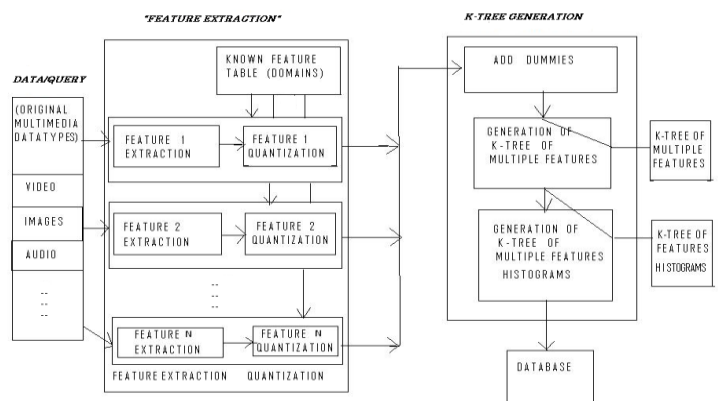 "FEATURE EXTRACTION"
K-TREE GENERATION
DATA/QUERY
(ORIGINAL
MULTIMEDIA
DATATYPES)
VIDEO
IMAGES
AUDIO
--
--
--
KNOWN FEATURE
TABLE (DOMAINS)
FEATURE 1
EXTRACTION
FEATURE 1
QUANTIZATION
FEATURE 2
EXTRACTION
FEATURE 2
QUANTIZATION
--
--
--
FEATURE N
EXTRACTION
FEATURE N
QUANTIZATION
FEATURE EXTRACTION QUANTIZATION
ADD DUMMIES
GENERATION OF
K-TREE OF
MULTIPLE FEATURES
K-TREE OF
MULTIPLE
FEATURES
GENERATION OF
K-TREE OF
MULTIPLE FEATURES
HISTOGRAMS
K-TREE OF
FEATURES
HISTOGRAMS
DATABASE